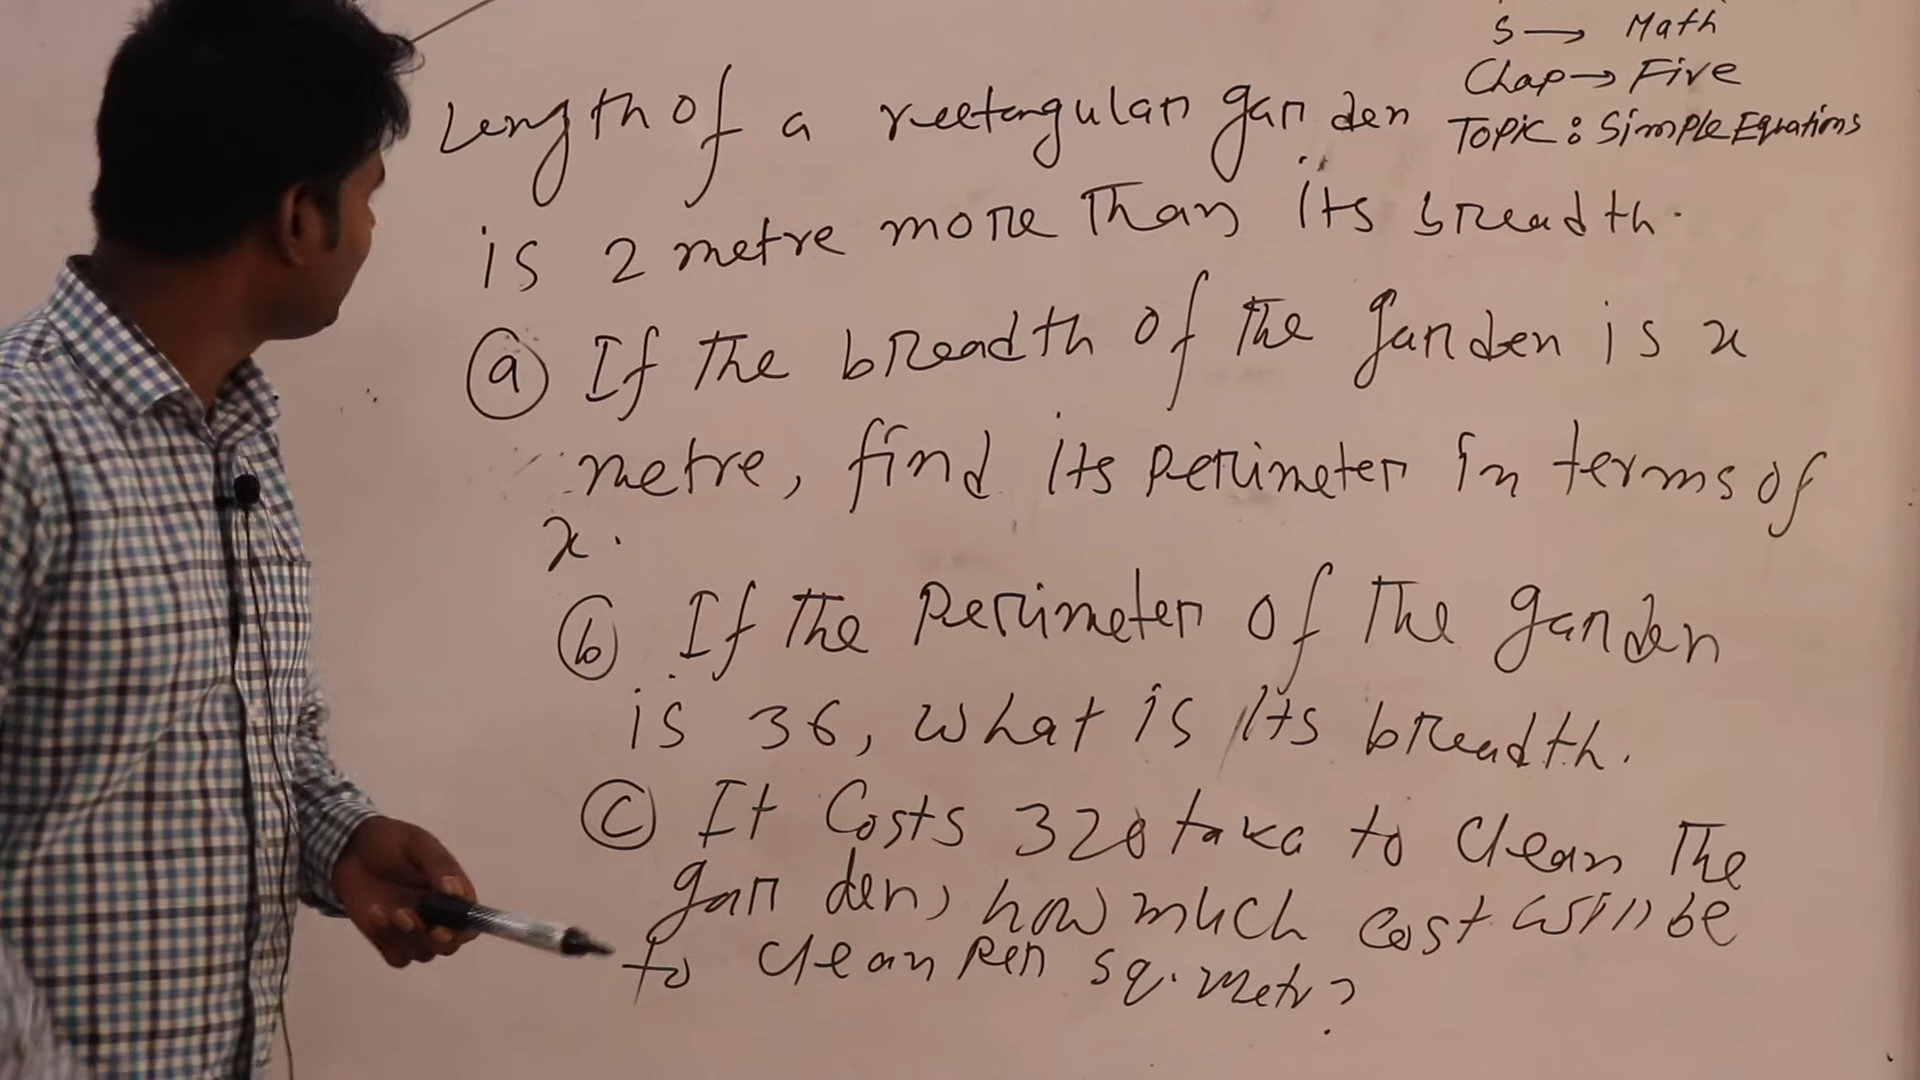 S → Math
Chap → Five
Topic : Simple Equations
Length of a rectangular garden
is 2 metre more than its breadth.
(a) If the breadth of the garden is x
metre, find its perimeter in terms of
x.
(b) If the perimeter of the garden
is 36, what is its breadth.
(c) It Costs 320 taka to clean the
garden, how much cost will be
to clean per sq. metr?